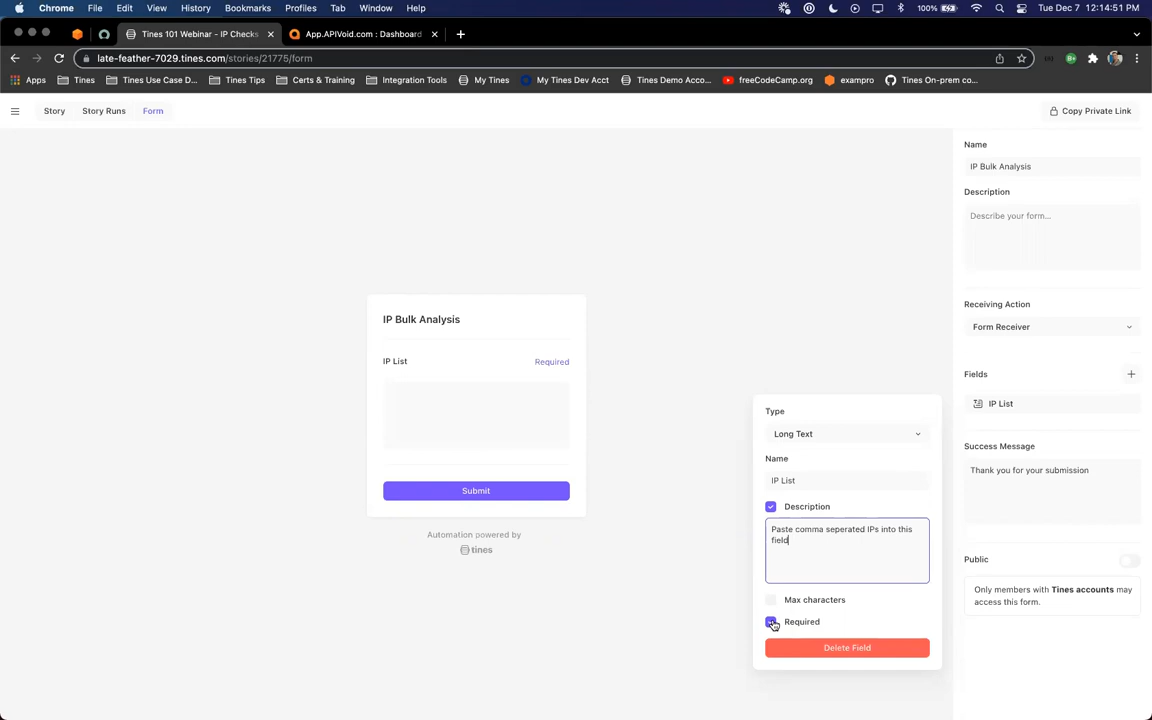 Chrome File Edit View History Bookmarks Profiles Tab Window Help 100% Tue Dec 7 12:14:51 PM
Tines 101 Webinar - IP Checks App.APIVoid.com : Dashboard
late-feather-7029.tines.com/stories/21775/form
Apps Tines Tines Use Case D... Tines Tips Certs & Training Integration Tools My Tines My Tines Dev Acct Tines Demo Acco... freeCodeCamp.org exampro Tines On-prem co...
Story Story Runs Form Copy Private Link
Name
IP Bulk Analysis
Description
Describe your form...
Receiving Action
Form Receiver
Fields
IP List
Success Message
Thank you for your submission
Public
Only members with Tines accounts may
access this form.
IP Bulk Analysis
IP List Required
Submit
Automation powered by
tines
Type
Long Text
Name
IP List
Description
Paste comma seperated IPs into this
field
Max characters
Required
Delete Field